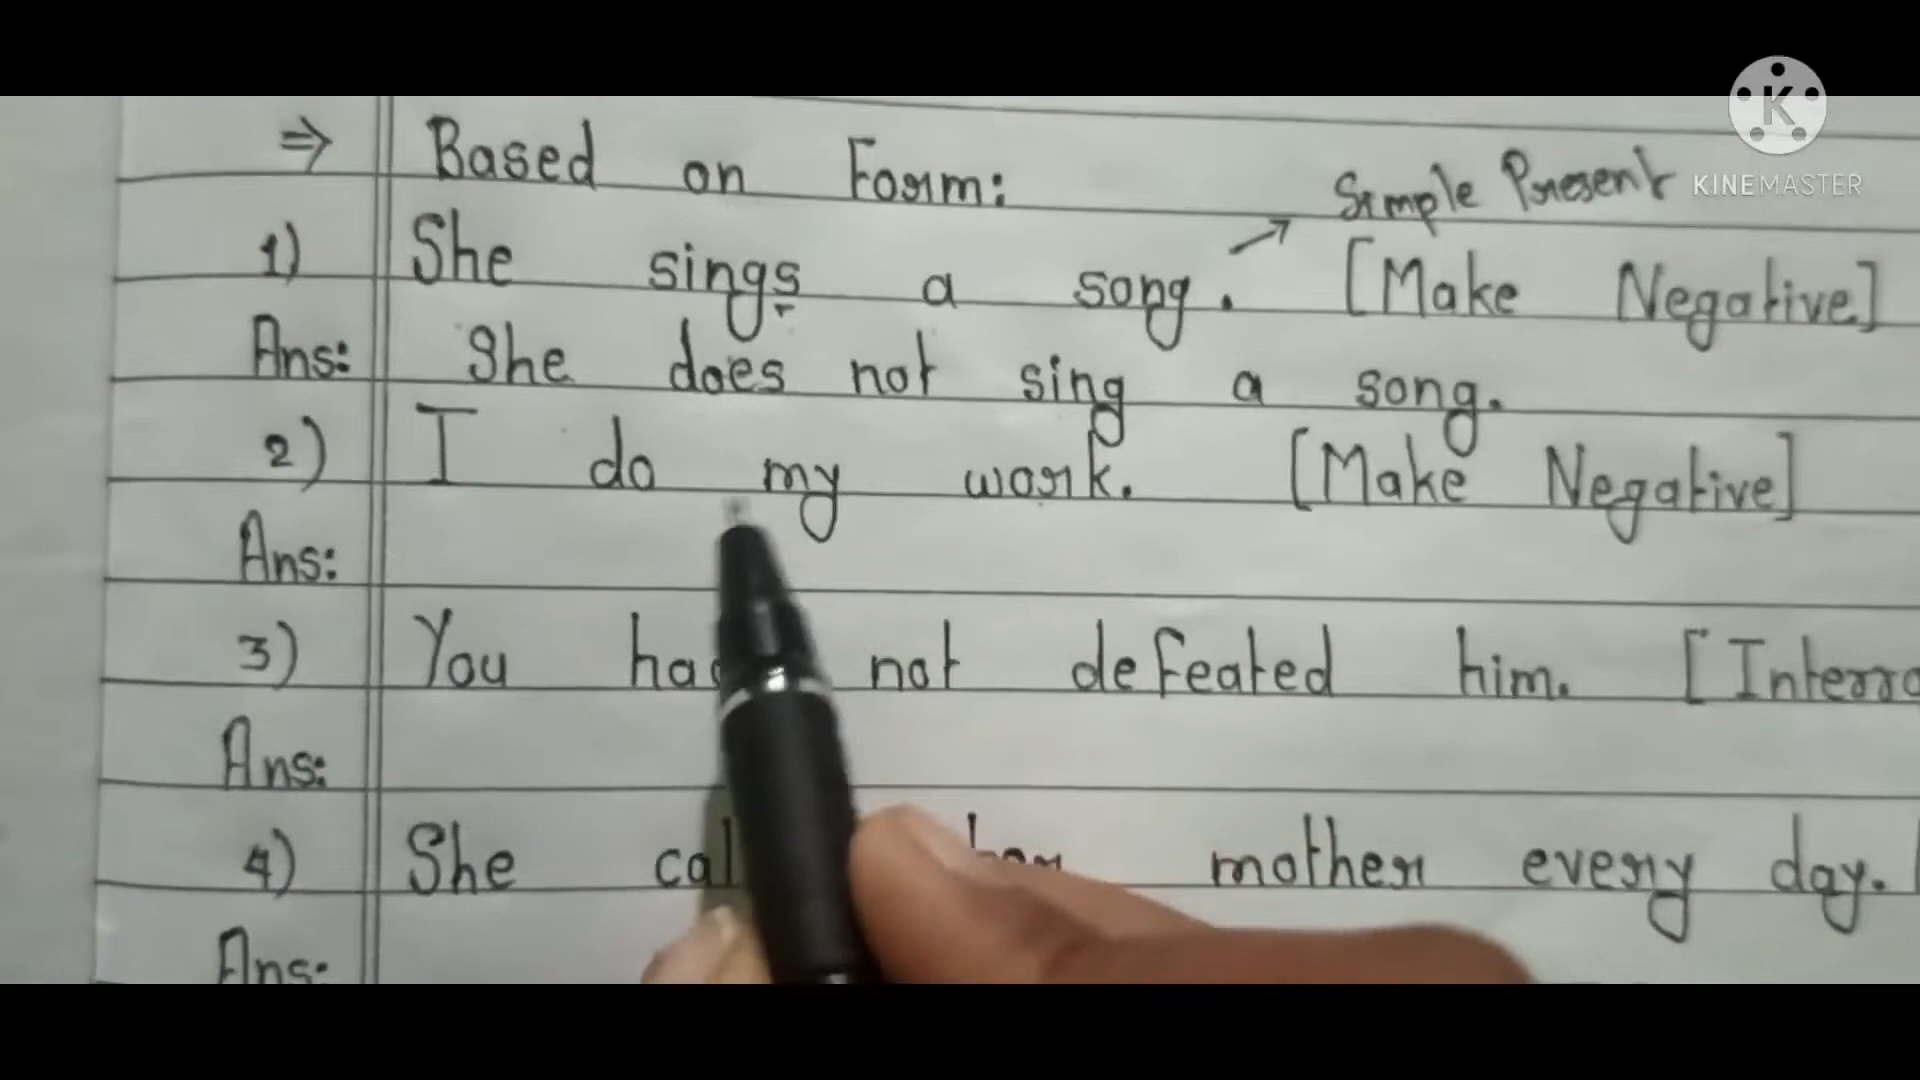 ⇒ Based on Form:
Simple Present
KINEMASTER
1) She sings a song. → [Make Negative]
Ans: She does not sing a song.
2) I do my work. [Make Negative]
Ans:
3) You not defeated him.
Ans:
4) She mother every day.
Ans: